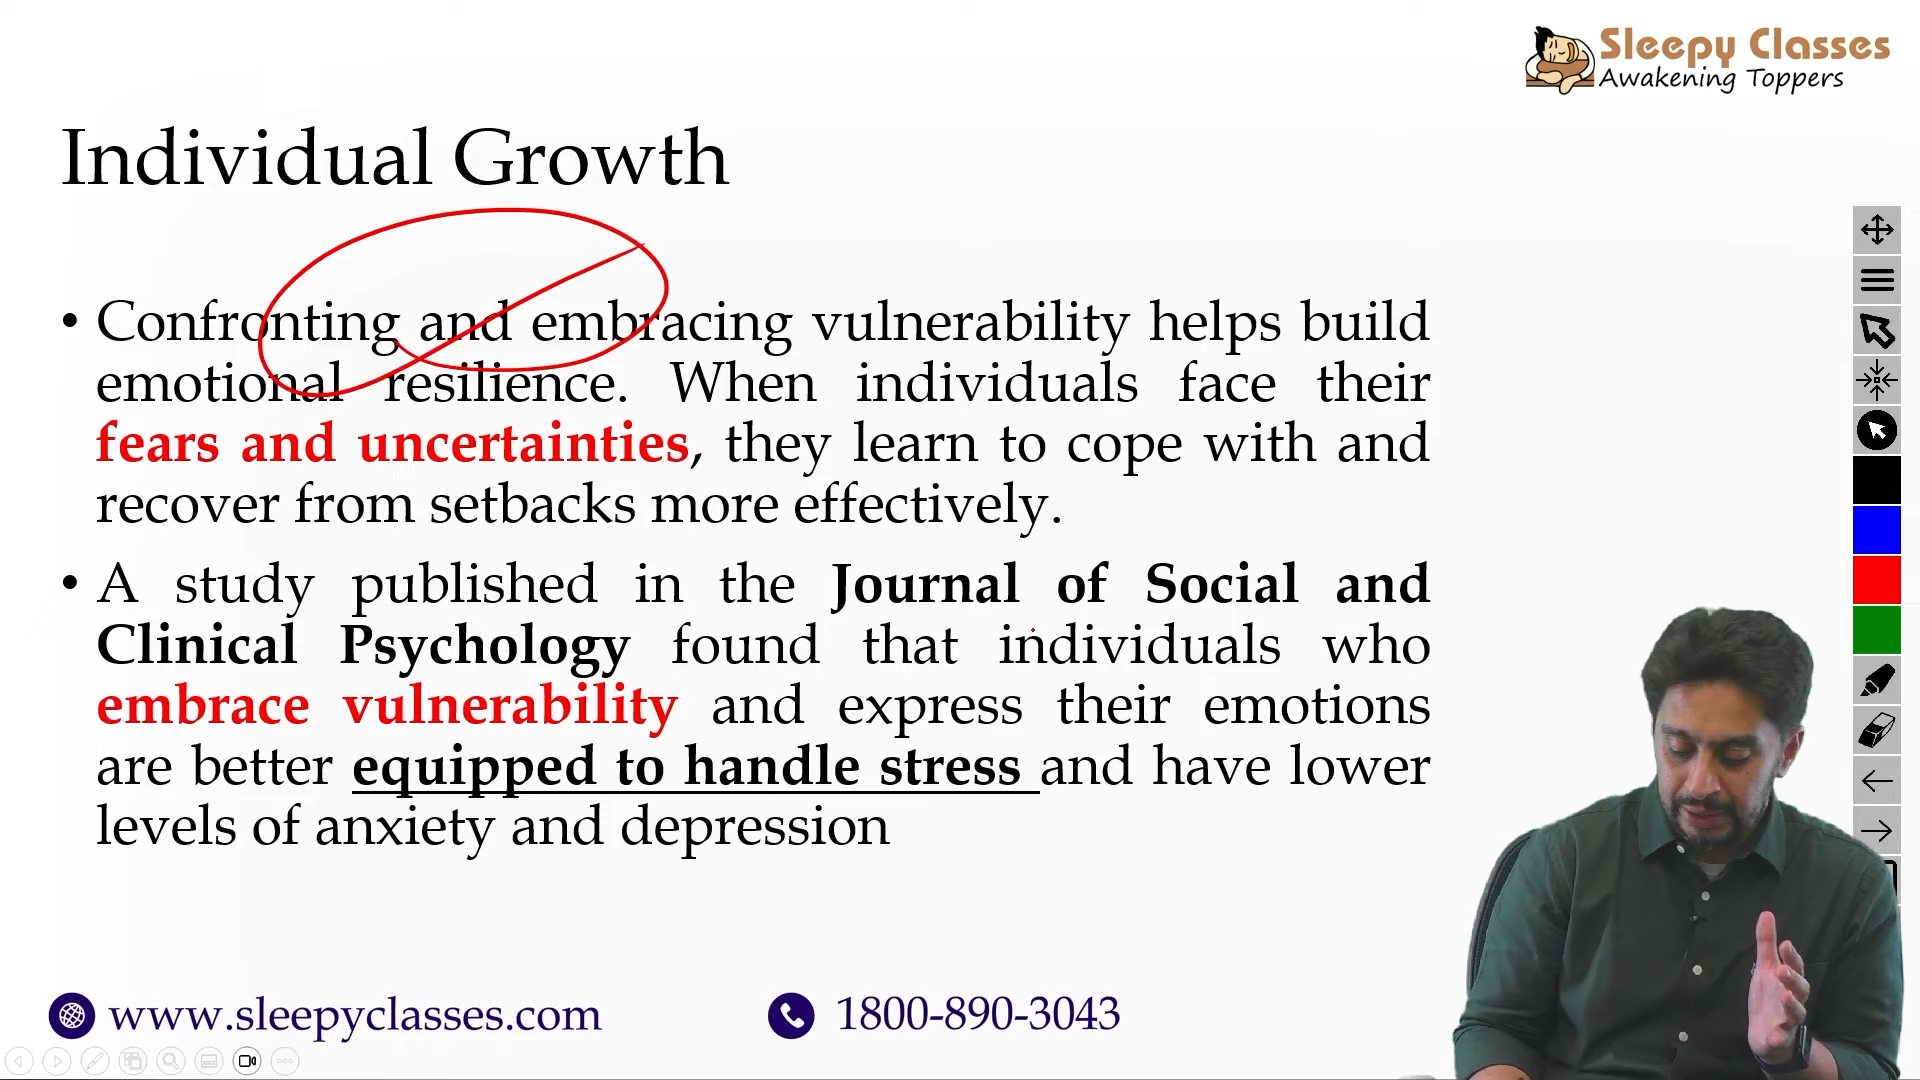 Sleepy Classes
Awakening Toppers
Individual Growth
• Confronting and embracing vulnerability helps build
emotional resilience. When individuals face their
fears and uncertainties, they learn to cope with and
recover from setbacks more effectively.
• A study published in the Journal of Social and
Clinical Psychology found that individuals who
embrace vulnerability and express their emotions
are better equipped to handle stress and have lower
levels of anxiety and depression
www.sleepyclasses.com
1800-890-3043